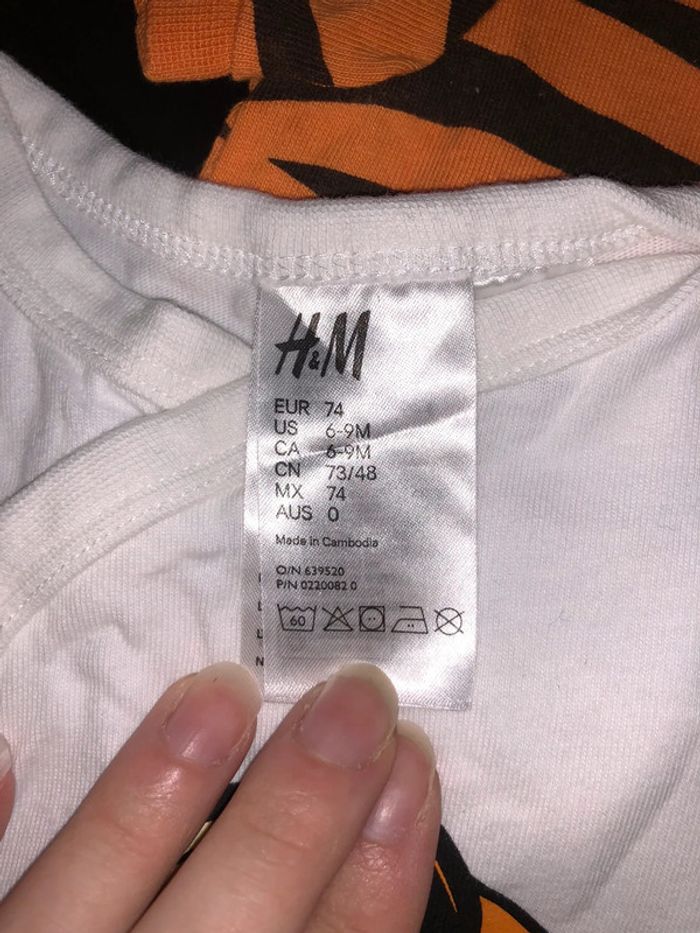 H&M
EUR 74
US 6-9M
CA 6-9M
CN 73/48
MX 74
AUS 0
Made in Cambodia
O/N 639520
P/N 0220082 0
60